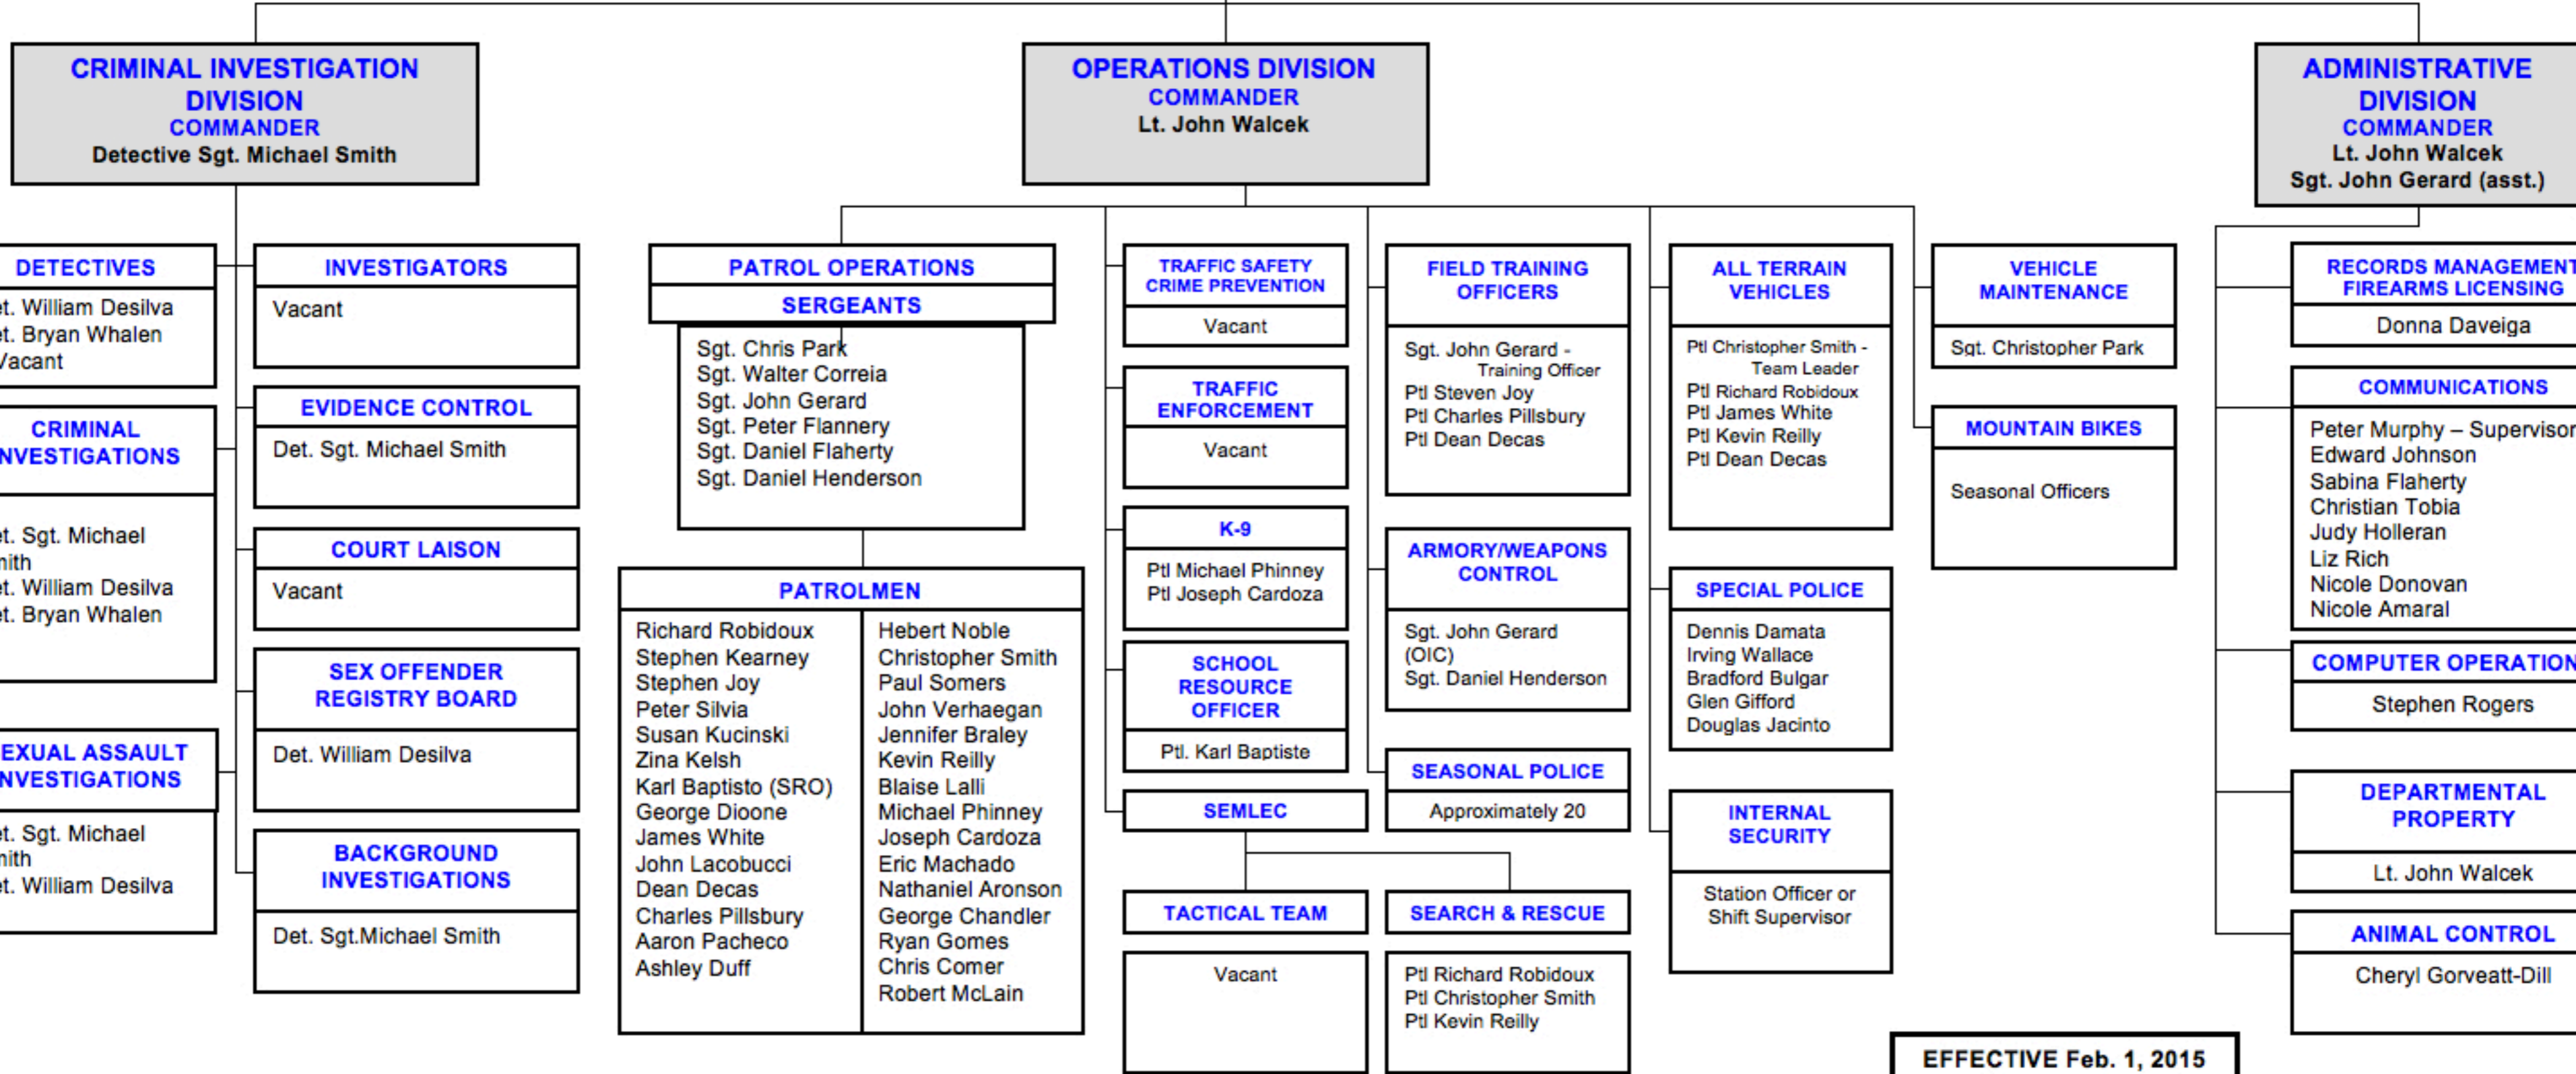 CRIMINAL INVESTIGATION
DIVISION
COMMANDER
Detective Sgt. Michael Smith
DETECTIVES
et. William Desilva
et. Bryan Whalen
Vacant
CRIMINAL
NVESTIGATIONS
et. Sgt. Michael
mith
et. William Desilva
et. Bryan Whalen
EXUAL ASSAULT
NVESTIGATIONS
et. Sgt. Michael
mith
et. William Desilva
INVESTIGATORS
Vacant
EVIDENCE CONTROL
Det. Sgt. Michael Smith
COURT LAISON
Vacant
SEX OFFENDER
REGISTRY BOARD
Det. William Desilva
BACKGROUND
INVESTIGATIONS
Det. Sgt.Michael Smith
OPERATIONS DIVISION
COMMANDER
Lt. John Walcek
PATROL OPERATIONS
SERGEANTS
Sgt. Chris Park
Sgt. Walter Correia
Sgt. John Gerard
Sgt. Peter Flannery
Sgt. Daniel Flaherty
Sgt. Daniel Henderson
PATROLMEN
Richard Robidoux
Stephen Kearney
Stephen Joy
Peter Silvia
Susan Kucinski
Zina Kelsh
Karl Baptisto (SRO)
George Dioone
James White
John Lacobucci
Dean Decas
Charles Pillsbury
Aaron Pacheco
Ashley Duff
Hebert Noble
Christopher Smith
Paul Somers
John Verhaegan
Jennifer Braley
Kevin Reilly
Blaise Lalli
Michael Phinney
Joseph Cardoza
Eric Machado
Nathaniel Aronson
George Chandler
Ryan Gomes
Chris Comer
Robert McLain
TRAFFIC SAFETY
CRIME PREVENTION
Vacant
TRAFFIC
ENFORCEMENT
Vacant
K-9
Ptl Michael Phinney
Ptl Joseph Cardoza
SCHOOL
RESOURCE
OFFICER
Ptl. Karl Baptiste
SEMLEC
TACTICAL TEAM
Vacant
SEARCH & RESCUE
Ptl Richard Robidoux
Ptl Christopher Smith
Ptl Kevin Reilly
FIELD TRAINING
OFFICERS
Sgt. John Gerard -
Training Officer
Ptl Steven Joy
Ptl Charles Pillsbury
Ptl Dean Decas
ARMORY/WEAPONS
CONTROL
Sgt. John Gerard
(OIC)
Sgt. Daniel Henderson
SEASONAL POLICE
Approximately 20
ALL TERRAIN
VEHICLES
Ptl Christopher Smith -
Team Leader
Ptl Richard Robidoux
Ptl James White
Ptl Kevin Reilly
Ptl Dean Decas
SPECIAL POLICE
Dennis Damata
Irving Wallace
Bradford Bulgar
Glen Gifford
Douglas Jacinto
INTERNAL
SECURITY
Station Officer or
Shift Supervisor
VEHICLE
MAINTENANCE
Sgt. Christopher Park
MOUNTAIN BIKES
Seasonal Officers
ADMINISTRATIVE
DIVISION
COMMANDER
Lt. John Walcek
Sgt. John Gerard (asst.)
RECORDS MANAGEMENT
FIREARMS LICENSING
Donna Daveiga
COMMUNICATIONS
Peter Murphy – Supervisor
Edward Johnson
Sabina Flaherty
Christian Tobia
Judy Holleran
Liz Rich
Nicole Donovan
Nicole Amaral
COMPUTER OPERATION
Stephen Rogers
DEPARTMENTAL
PROPERTY
Lt. John Walcek
ANIMAL CONTROL
Cheryl Gorveatt-Dill
EFFECTIVE Feb. 1, 2015